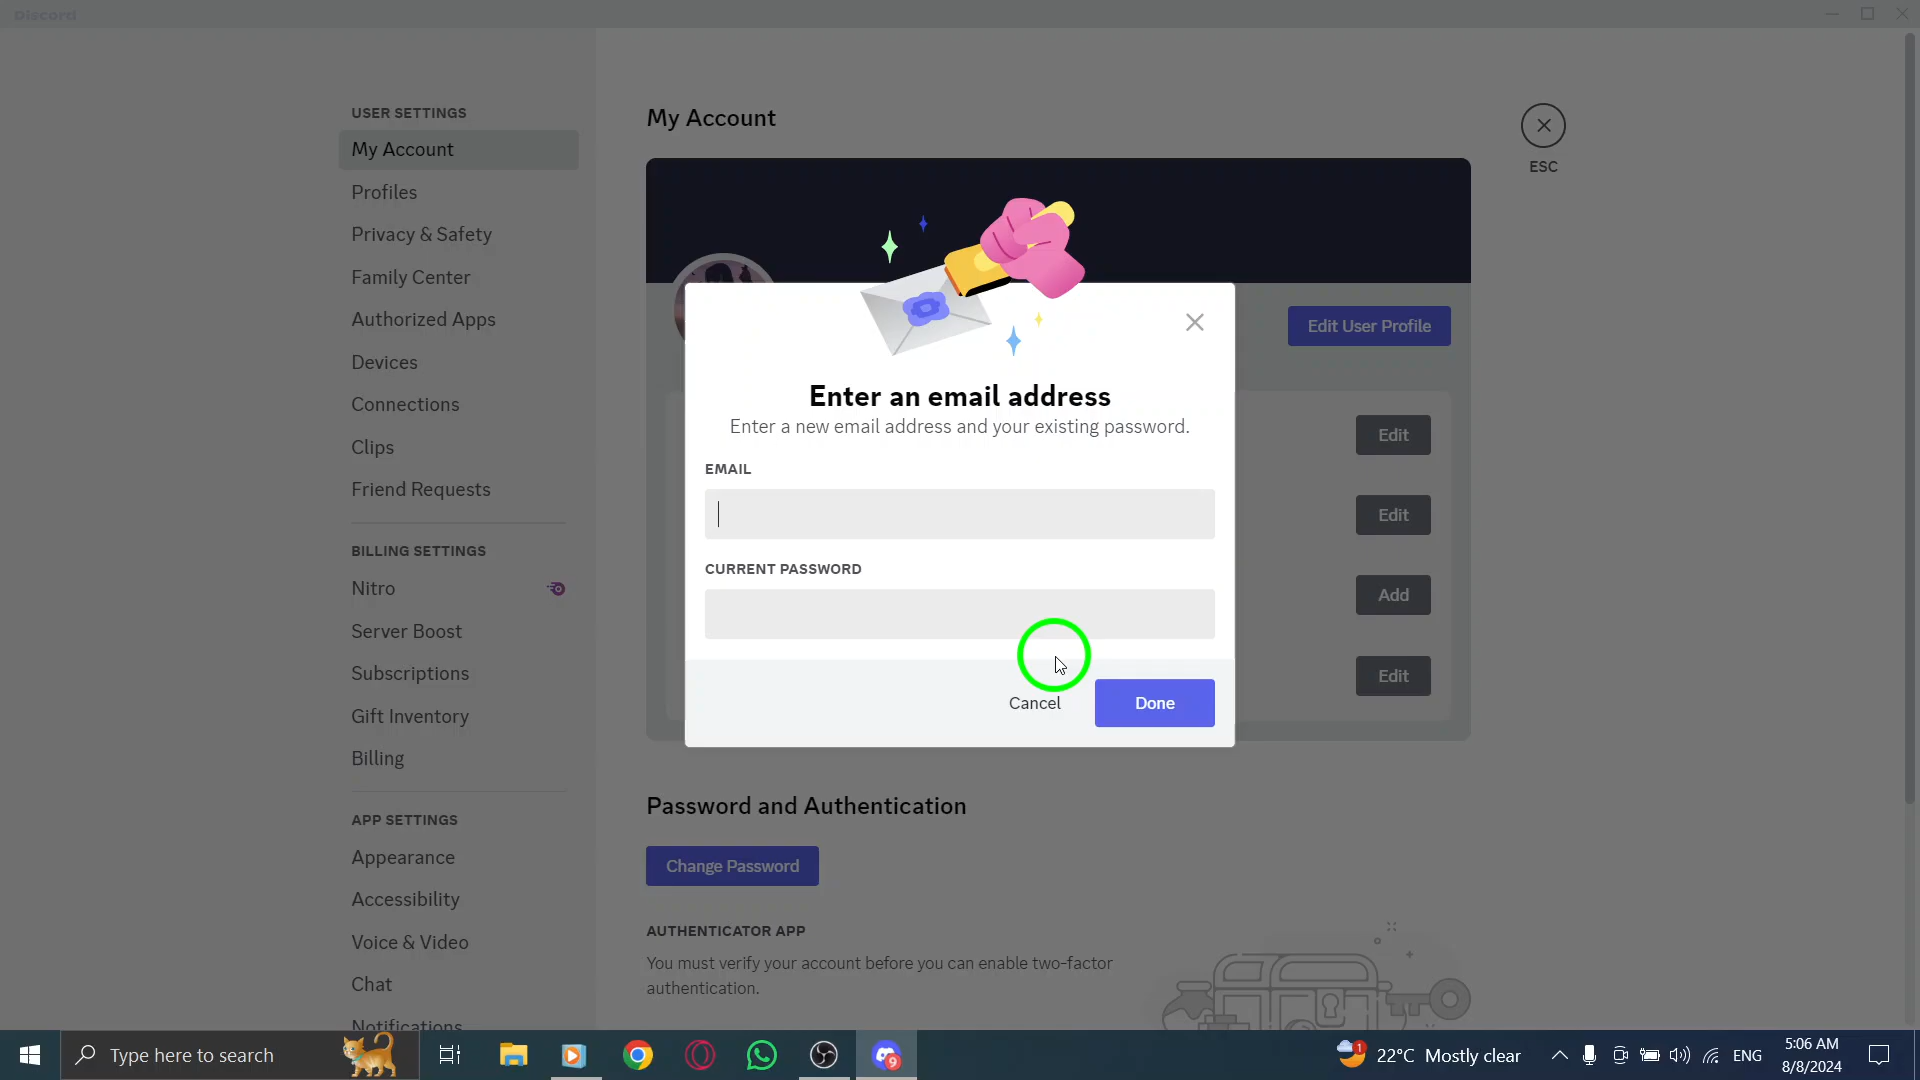 Discord
USER SETTINGS
My Account
Profiles
Privacy & Safety
Family Center
Authorized Apps
Devices
Connections
Clips
Friend Requests
BILLING SETTINGS
Nitro
Server Boost
Subscriptions
Gift Inventory
Billing
APP SETTINGS
Appearance
Accessibility
Voice & Video
Chat
Notifications
My Account
ESC
Edit User Profile
Edit
Edit
Add
Edit
Enter an email address
Enter a new email address and your existing password.
EMAIL
CURRENT PASSWORD
Cancel
Done
Password and Authentication
Change Password
AUTHENTICATOR APP
You must verify your account before you can enable two-factor
authentication.
Type here to search
9
1
22°C Mostly clear
ENG
5:06 AM
8/8/2024